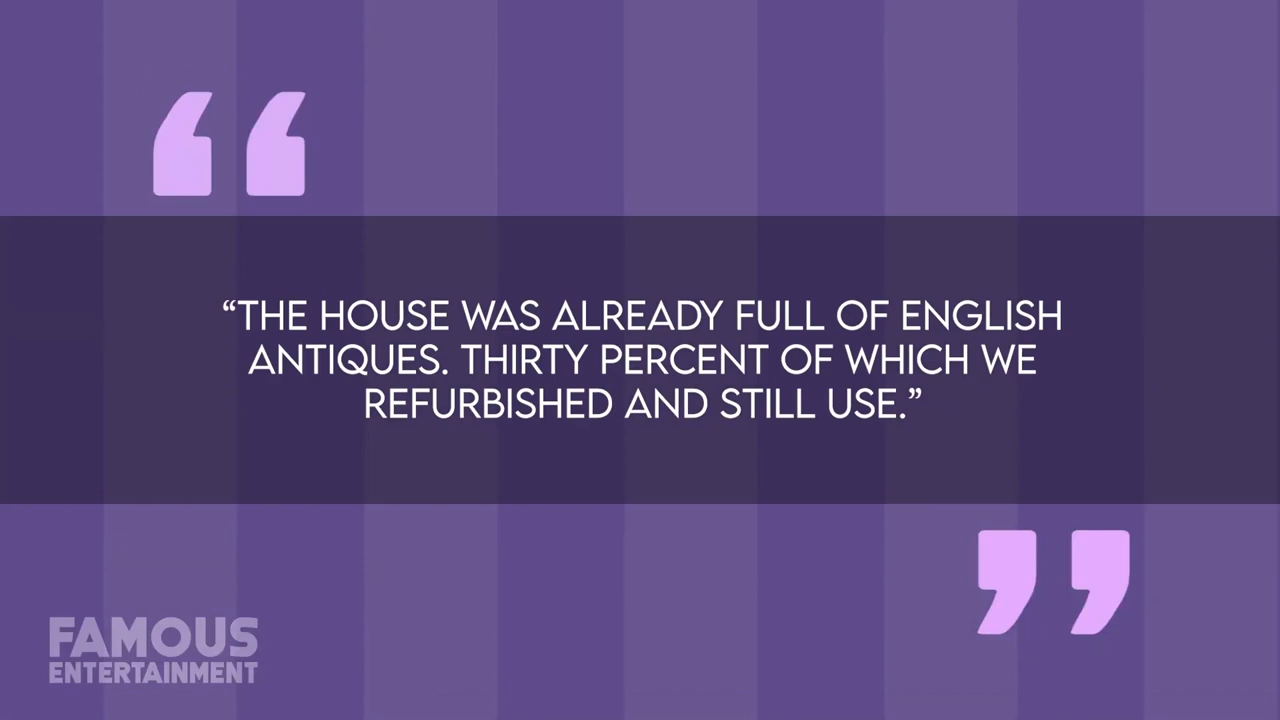 “THE HOUSE WAS ALREADY FULL OF ENGLISH
ANTIQUES. THIRTY PERCENT OF WHICH WE
REFURBISHED AND STILL USE.”
FAMOUS
ENTERTAINMENT